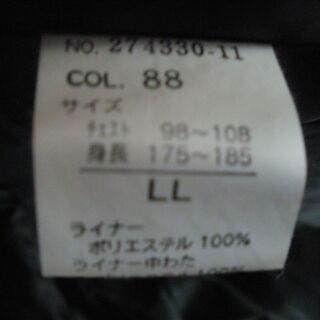 NO. 274330-11
COL. 88
サイズ
チェスト 98~108
身長 175~185
LL
ライナー
ポリエステル 100%
ライナー中わた
100%